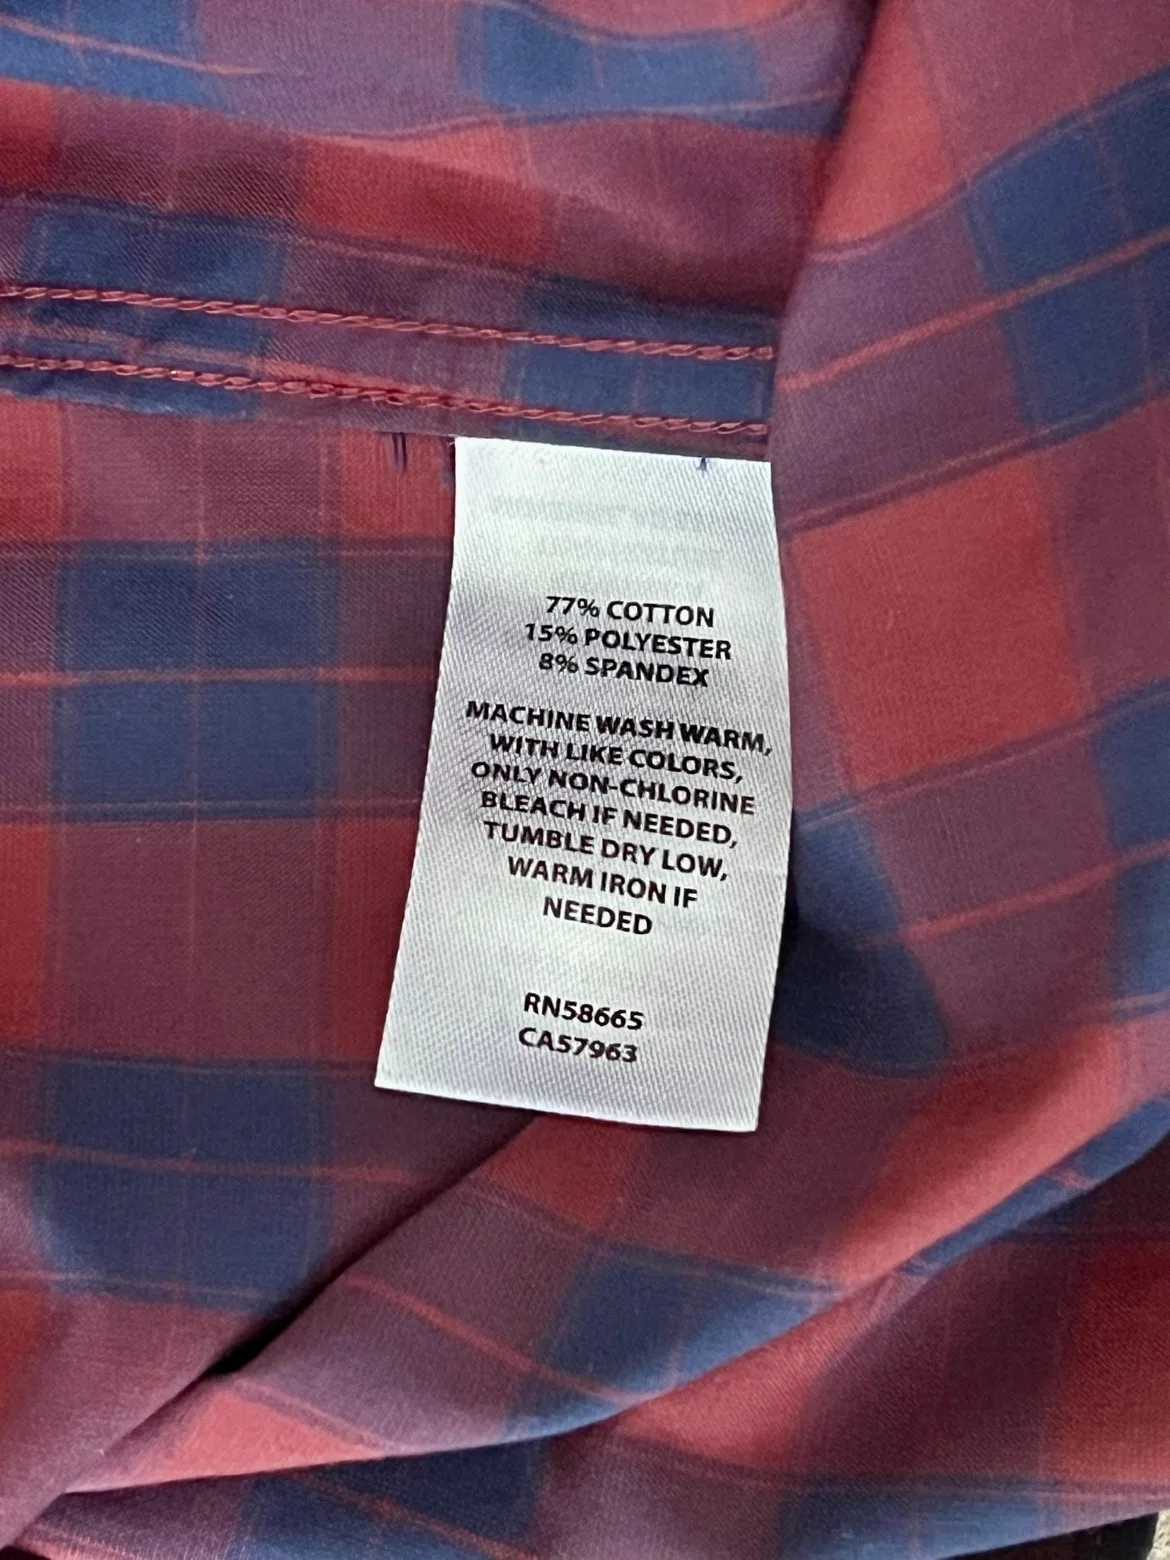 77% COTTON
15% POLYESTER
8% SPANDEX
MACHINE WASH WARM,
WITH LIKE COLORS,
ONLY NON-CHLORINE
BLEACH IF NEEDED,
TUMBLE DRY LOW,
WARM IRON IF
NEEDED
RN58665
CA57963